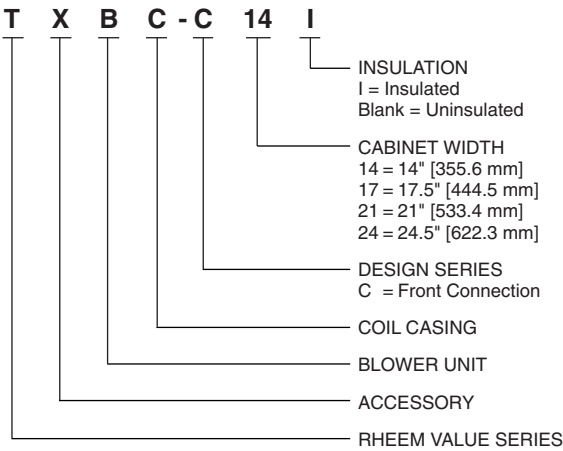 T X B C - C 14 I
INSULATION
I = Insulated
Blank = Uninsulated
CABINET WIDTH
14 = 14" [355.6 mm]
17 = 17.5" [444.5 mm]
21 = 21" [533.4 mm]
24 = 24.5" [622.3 mm]
DESIGN SERIES
C = Front Connection
COIL CASING
BLOWER UNIT
ACCESSORY
RHEEM VALUE SERIES